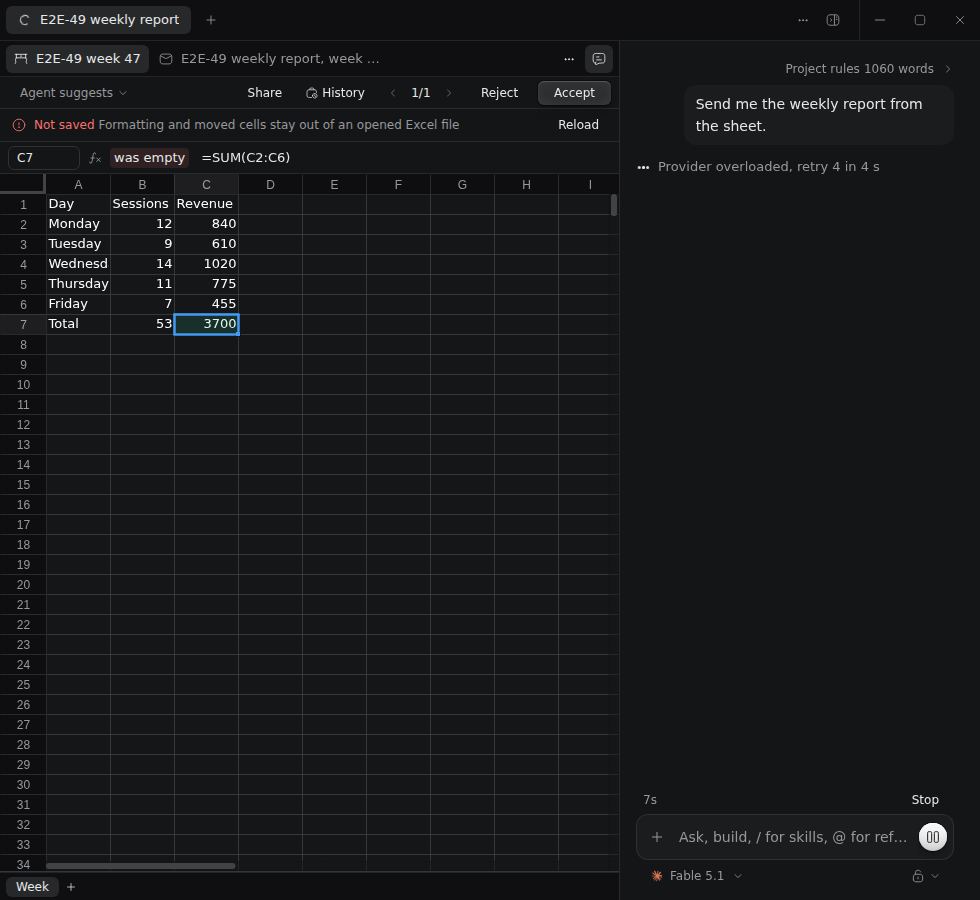 E2E-49 weekly report
E2E-49 week 47
E2E-49 weekly report, week …
Agent suggests
Share
History
1/1
Reject
Accept
Not saved Formatting and moved cells stay out of an opened Excel file
Reload
C7
fx
was empty
=SUM(C2:C6)
A B C D E F G H I
1 Day Sessions Revenue
2 Monday 12 840
3 Tuesday 9 610
4 Wednesd 14 1020
5 Thursday 11 775
6 Friday 7 455
7 Total 53 3700
8
9
10
11
12
13
14
15
16
17
18
19
20
21
22
23
24
25
26
27
28
29
30
31
32
33
34
Week
Project rules 1060 words
Send me the weekly report from
the sheet.
Provider overloaded, retry 4 in 4 s
7s
Stop
Ask, build, / for skills, @ for ref…
Fable 5.1